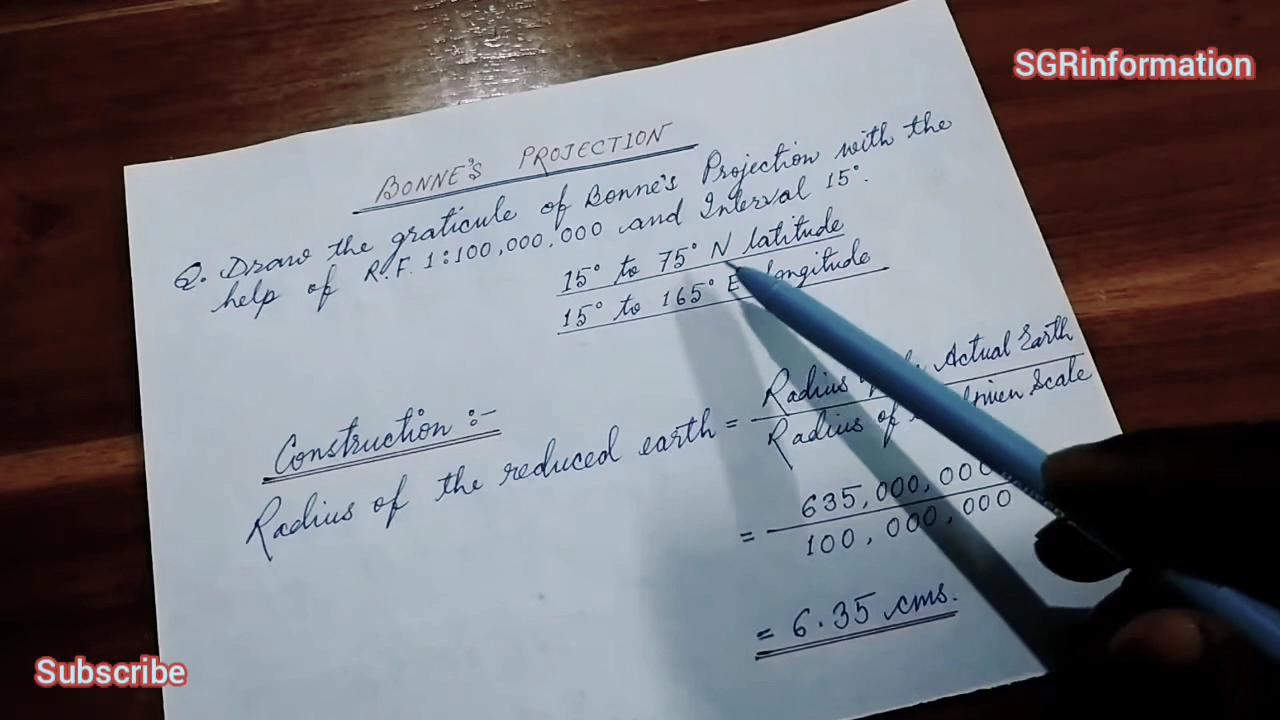 SGRinformation
BONNE'S PROJECTION
Q. Draw the graticule of Bonne's Projection with the
help of R.F. 1:100,000,000 and Interval 15°.
15° to 75° N latitude
15° to 165° E longitude
Construction :-
Radius of the reduced earth = Radius Actual Earth
Radius of Scale
= 635,000,000
100,000,000
= 6.35 cms.
Subscribe